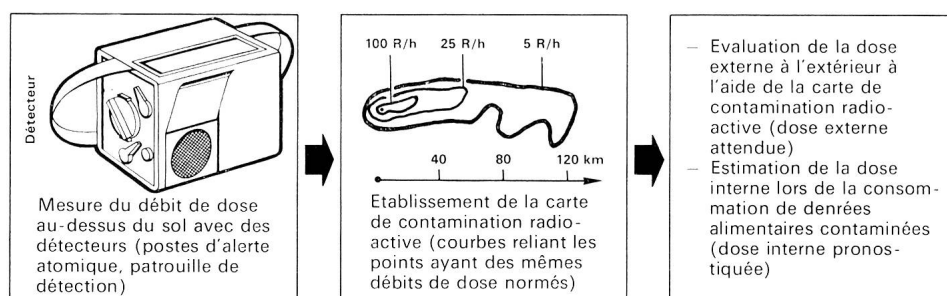 Détecteur
Mesure du débit de dose
au-dessus du sol avec des
détecteurs (postes d'alerte
atomique, patrouille de
détection)
100 R/h 25 R/h 5 R/h
40 80 120 km
Etablissement de la carte
de contamination radio-
active (courbes reliant les
points ayant des mêmes
débits de dose normés)
— Evaluation de la dose
externe à l'extérieur à
l'aide de la carte de
contamination radio-
active (dose externe
attendue)
— Estimation de la dose
interne lors de la consom-
mation de denrées
alimentaires contaminées
(dose interne pronos-
tiquée)